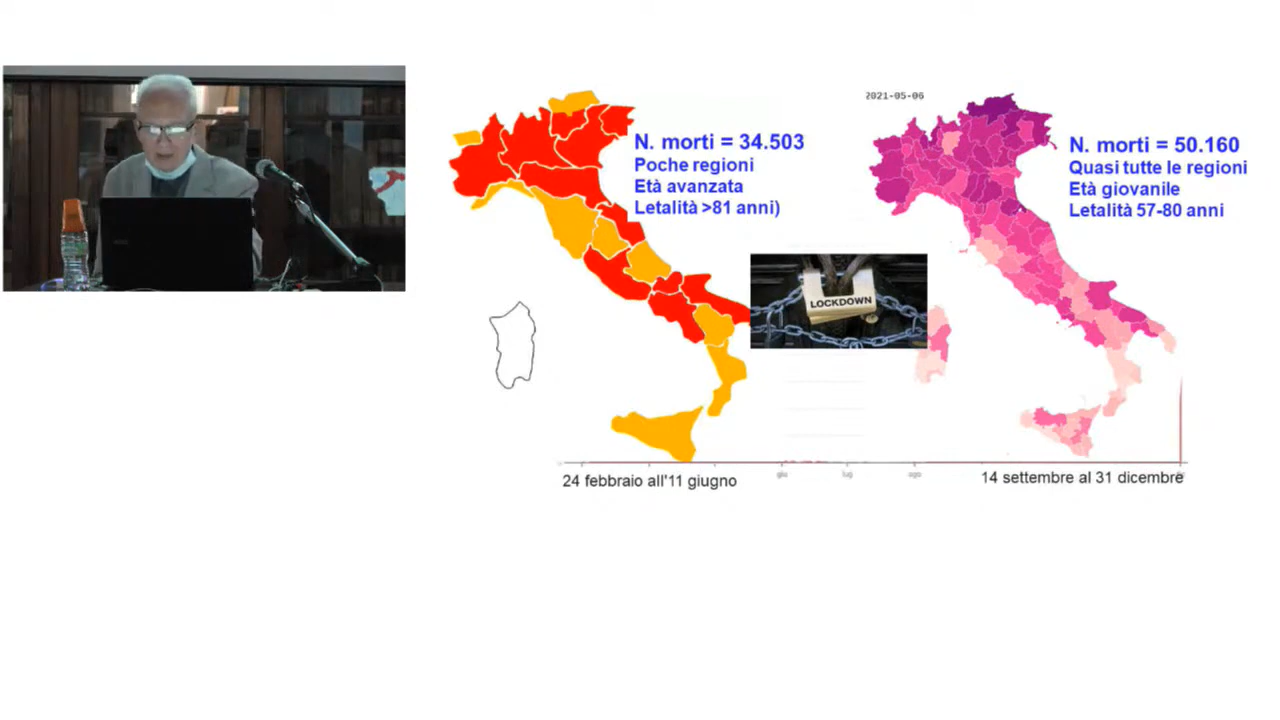 N. morti = 34.503
Poche regioni
Età avanzata
Letalità >81 anni)
24 febbraio all'11 giugno
LOCKDOWN
2021-05-06
N. morti = 50.160
Quasi tutte le regioni
Età giovanile
Letalità 57-80 anni
14 settembre al 31 dicembre
giu
lug
ago